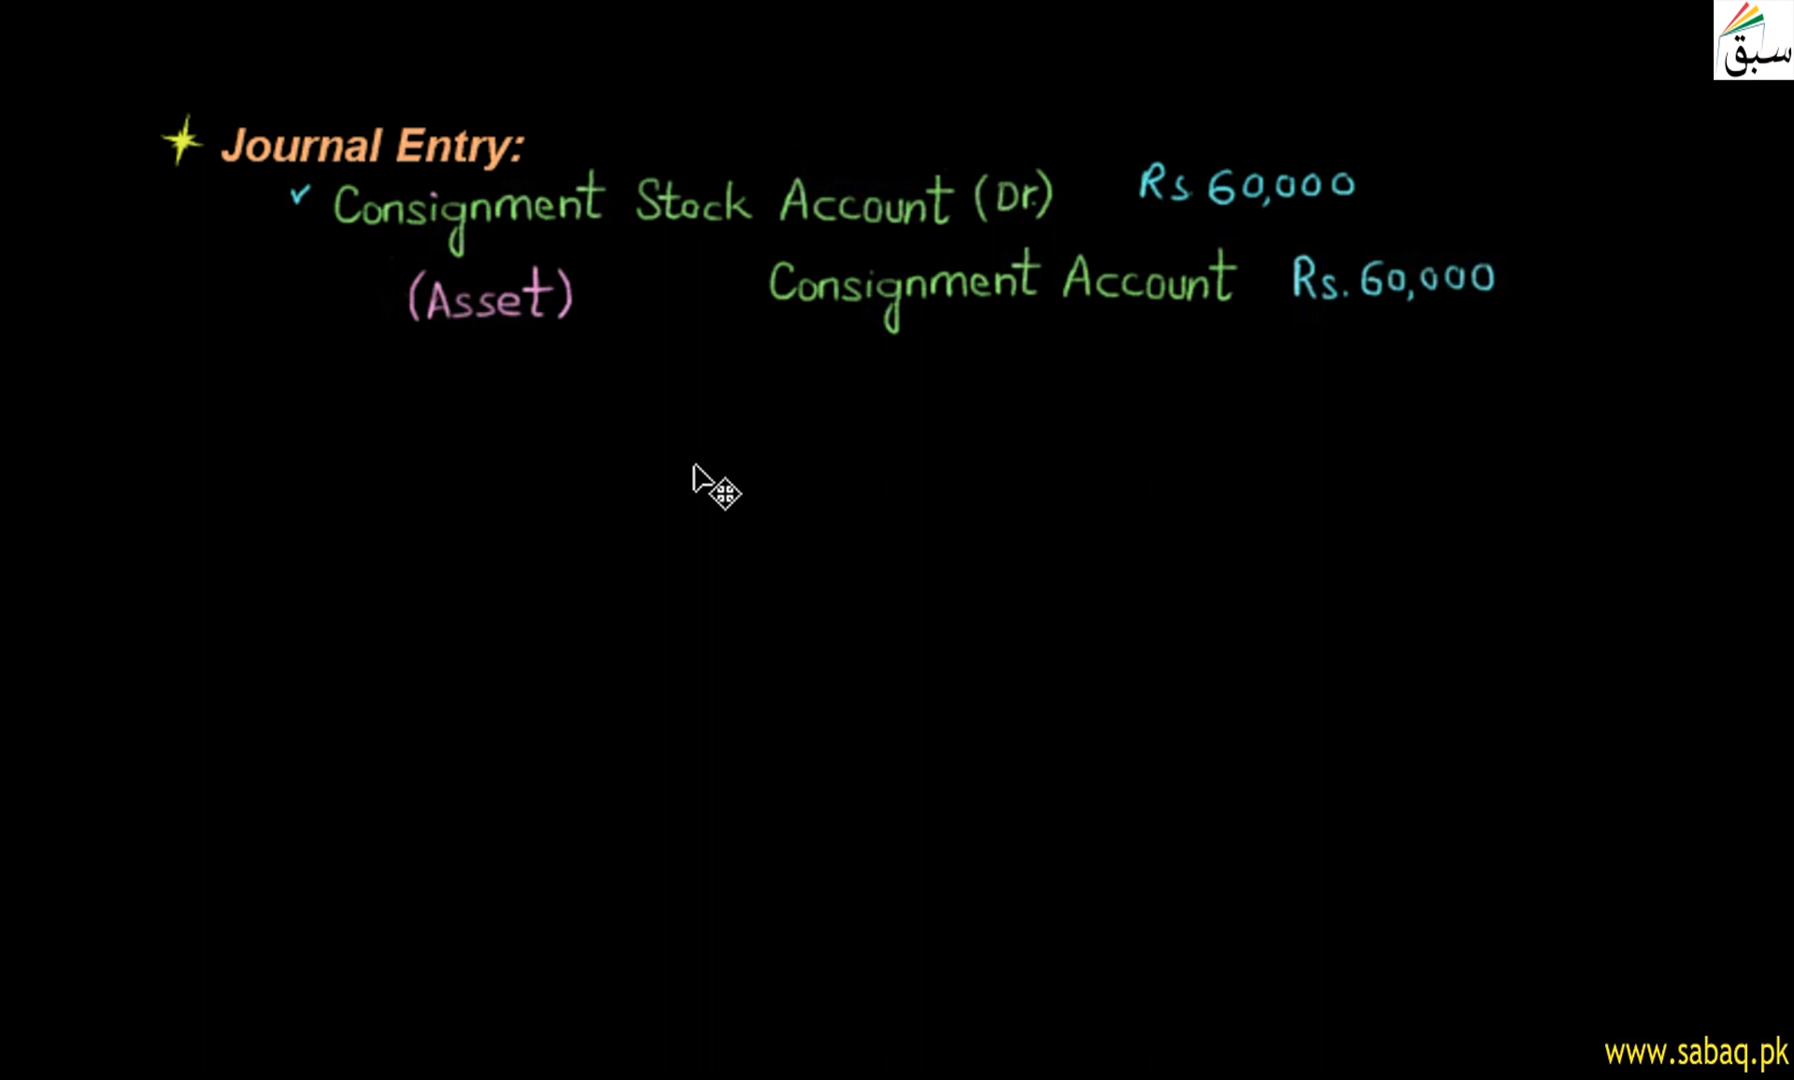 سبق
Journal Entry:
Consignment Stock Account (Dr.) Rs 60,000
(Asset) Consignment Account Rs. 60,000
www.sabaq.pk